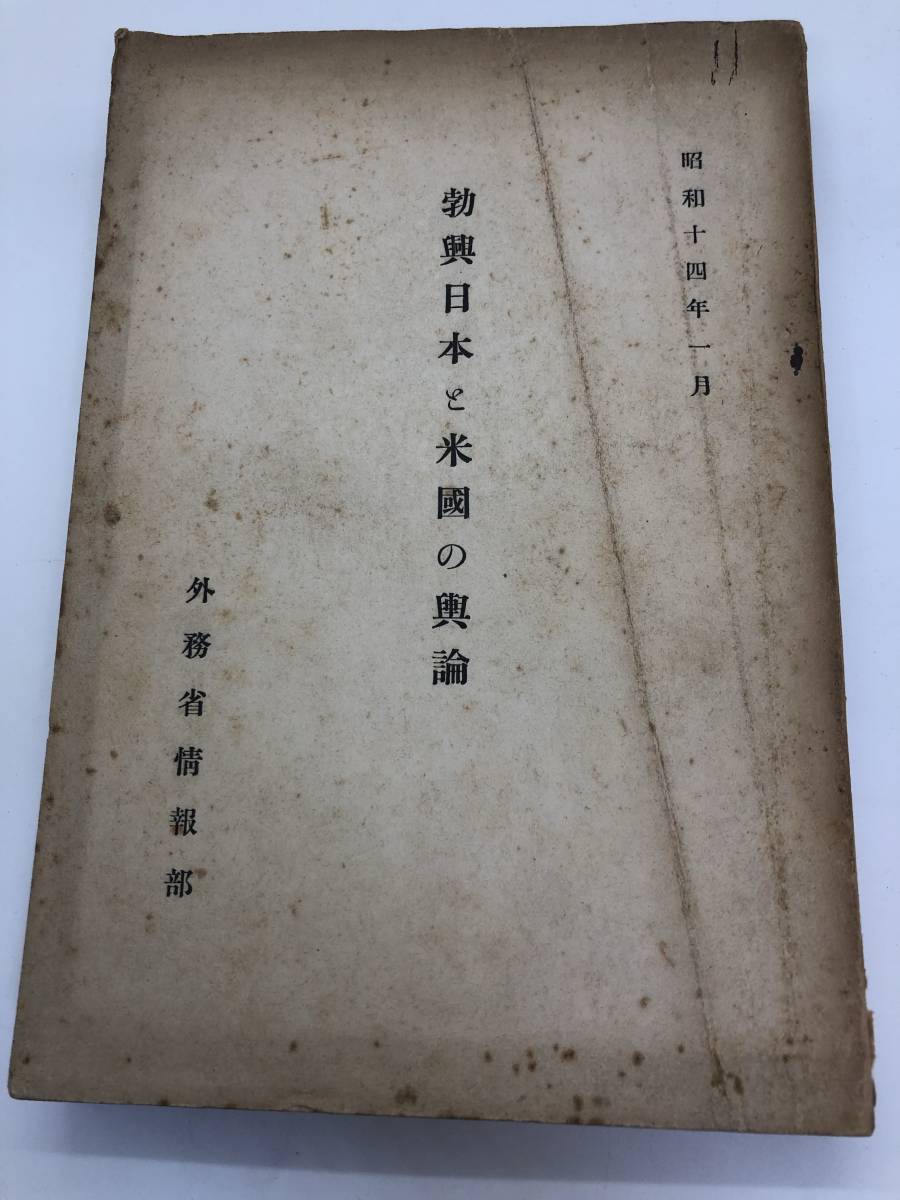 昭和十四年一月
勃興日本と米國の輿論
外務省情報部